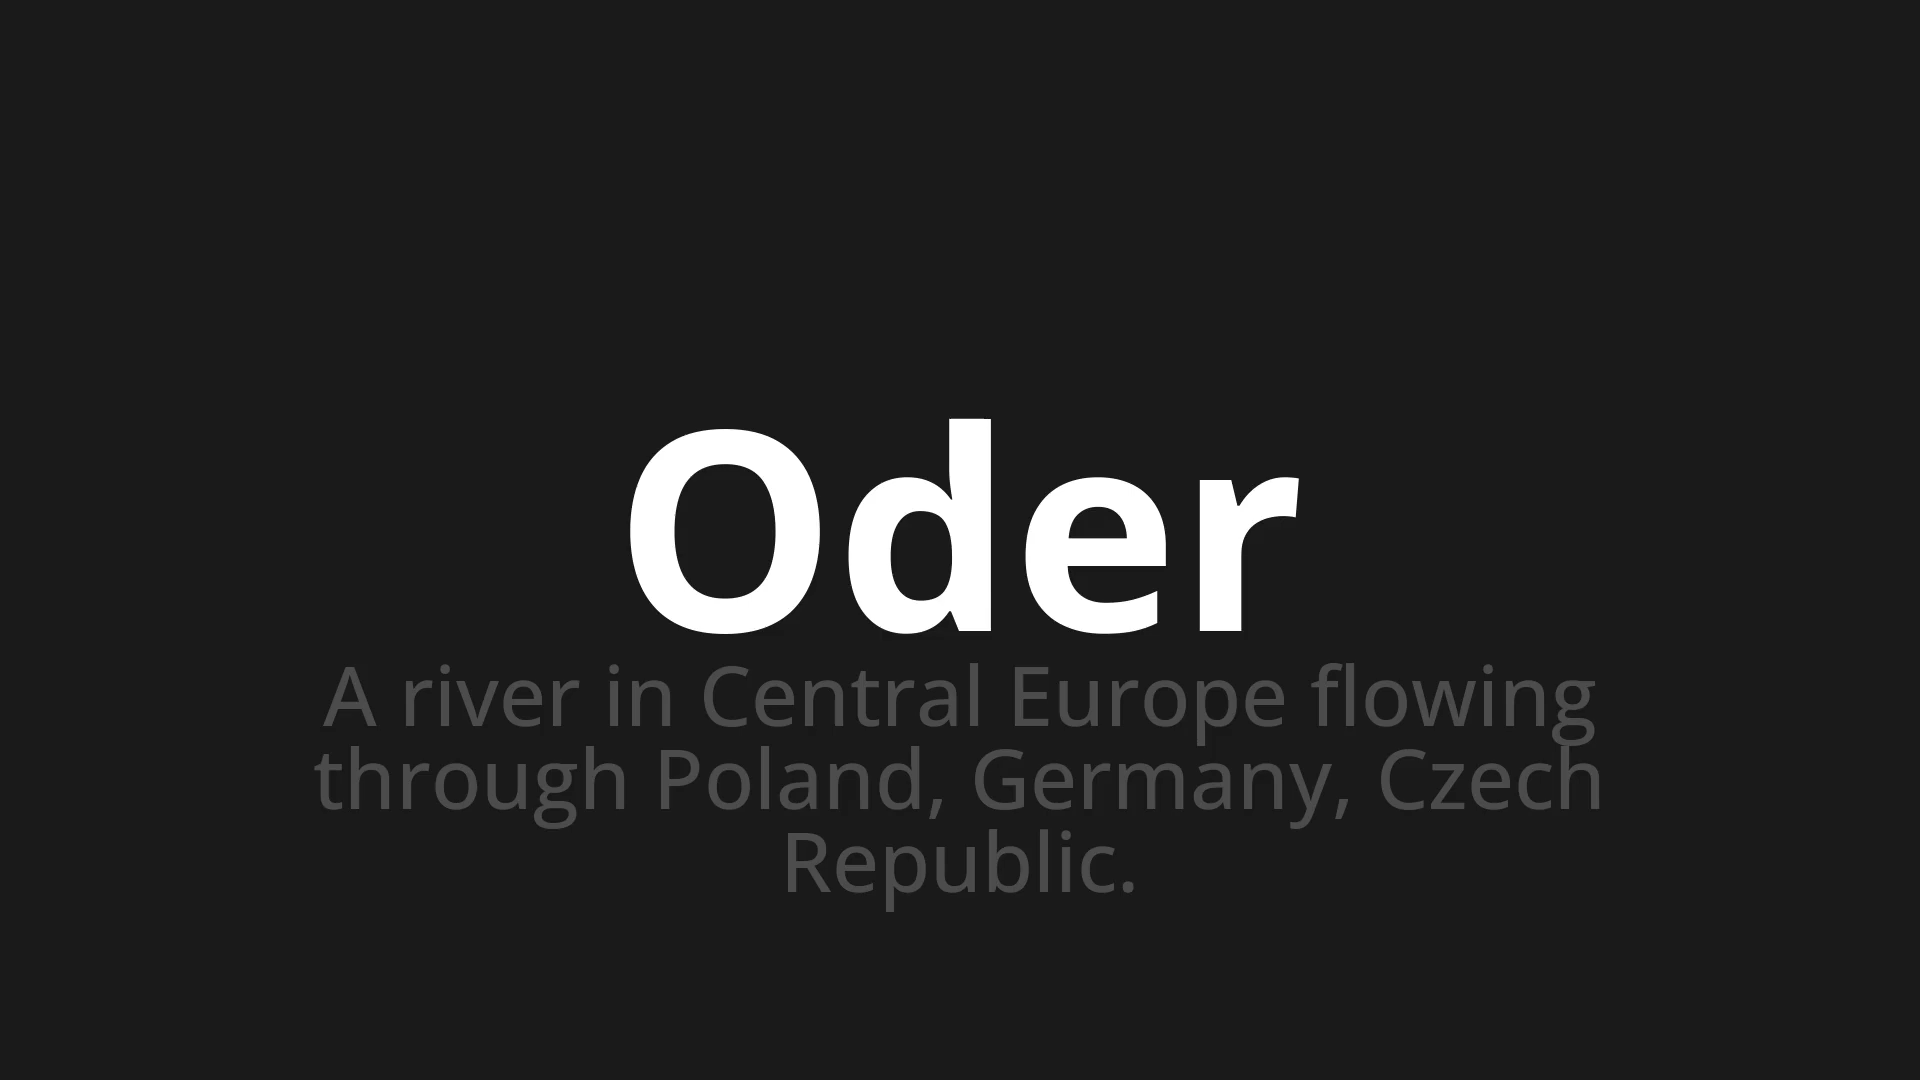 Oder
A river in Central Europe flowing
through Poland, Germany, Czech
Republic.